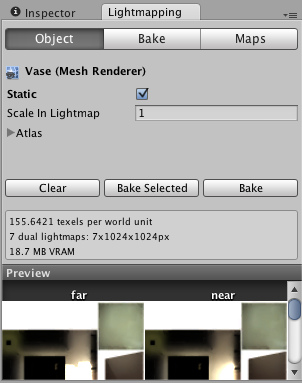 Inspector Lightmapping
Object Bake Maps
Vase (Mesh Renderer)
Static
Scale In Lightmap 1
Atlas
Clear Bake Selected Bake
155.6421 texels per world unit
7 dual lightmaps: 7x1024x1024px
18.7 MB VRAM
Preview
far near